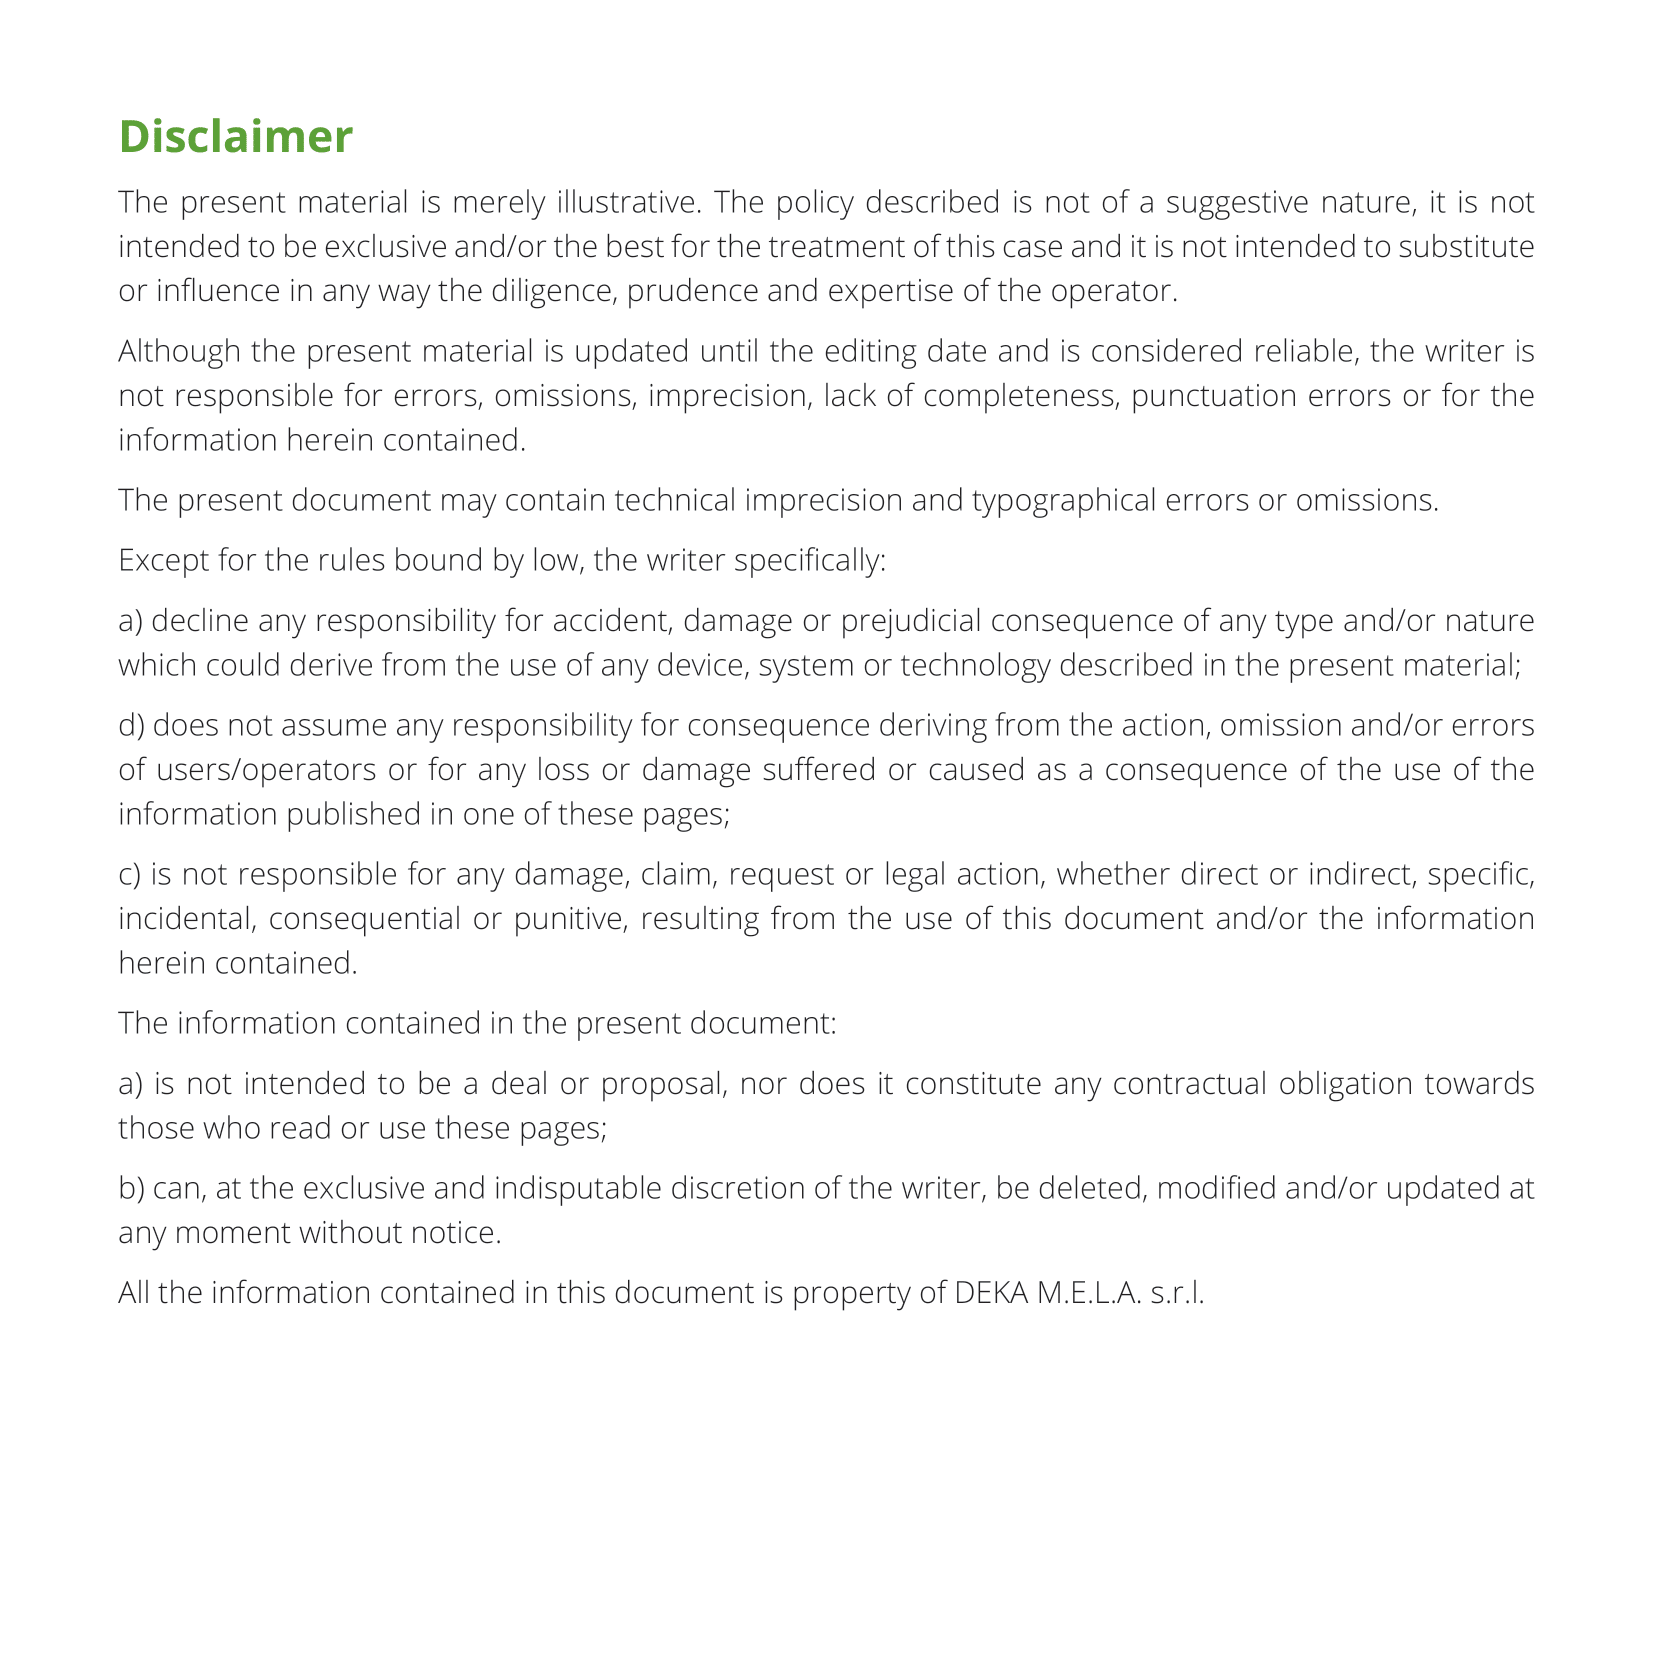 Disclaimer
The present material is merely illustrative. The policy described is not of a suggestive nature, it is not
intended to be exclusive and/or the best for the treatment of this case and it is not intended to substitute
or influence in any way the diligence, prudence and expertise of the operator.
Although the present material is updated until the editing date and is considered reliable, the writer is
not responsible for errors, omissions, imprecision, lack of completeness, punctuation errors or for the
information herein contained.
The present document may contain technical imprecision and typographical errors or omissions.
Except for the rules bound by low, the writer specifically:
a) decline any responsibility for accident, damage or prejudicial consequence of any type and/or nature
which could derive from the use of any device, system or technology described in the present material;
d) does not assume any responsibility for consequence deriving from the action, omission and/or errors
of users/operators or for any loss or damage suffered or caused as a consequence of the use of the
information published in one of these pages;
c) is not responsible for any damage, claim, request or legal action, whether direct or indirect, specific,
incidental, consequential or punitive, resulting from the use of this document and/or the information
herein contained.
The information contained in the present document:
a) is not intended to be a deal or proposal, nor does it constitute any contractual obligation towards
those who read or use these pages;
b) can, at the exclusive and indisputable discretion of the writer, be deleted, modified and/or updated at
any moment without notice.
All the information contained in this document is property of DEKA M.E.L.A. s.r.l.